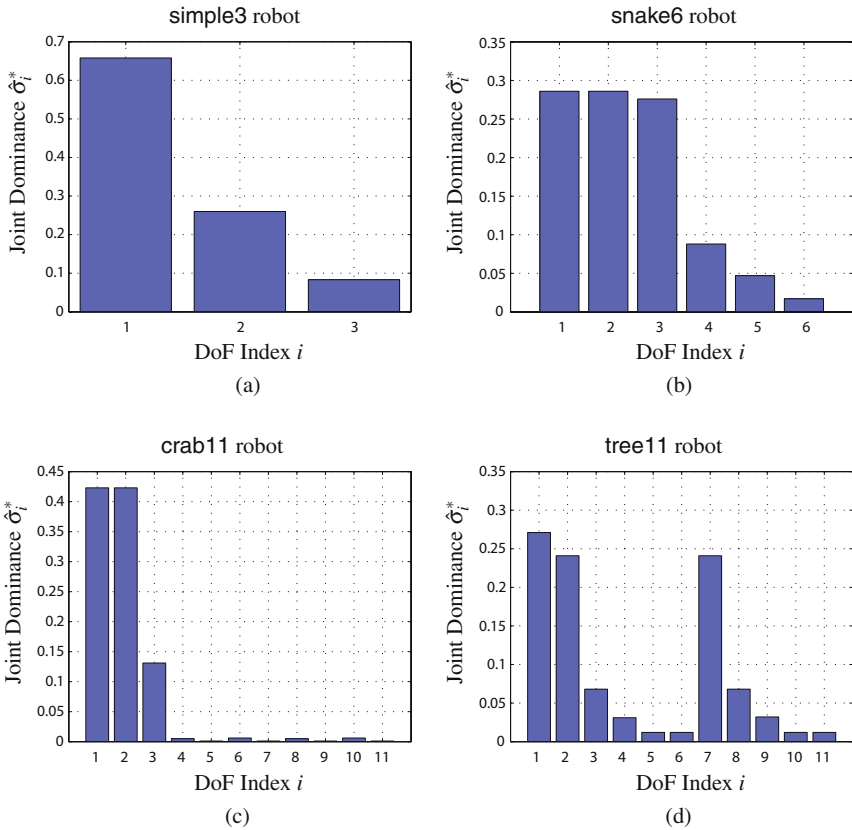 simple3 robot
0.7
0.6
0.5
0.4
0.3
0.2
0.1
0
Joint Dominance σ̂ᵢ*
1 2 3
DoF Index i
(a)
snake6 robot
0.35
0.3
0.25
0.2
0.15
0.1
0.05
0
Joint Dominance σ̂ᵢ*
1 2 3 4 5 6
DoF Index i
(b)
crab11 robot
0.45
0.4
0.35
0.3
0.25
0.2
0.15
0.1
0.05
0
Joint Dominance σ̂ᵢ*
1 2 3 4 5 6 7 8 9 10 11
DoF Index i
(c)
tree11 robot
0.35
0.3
0.25
0.2
0.15
0.1
0.05
0
Joint Dominance σ̂ᵢ*
1 2 3 4 5 6 7 8 9 10 11
DoF Index i
(d)